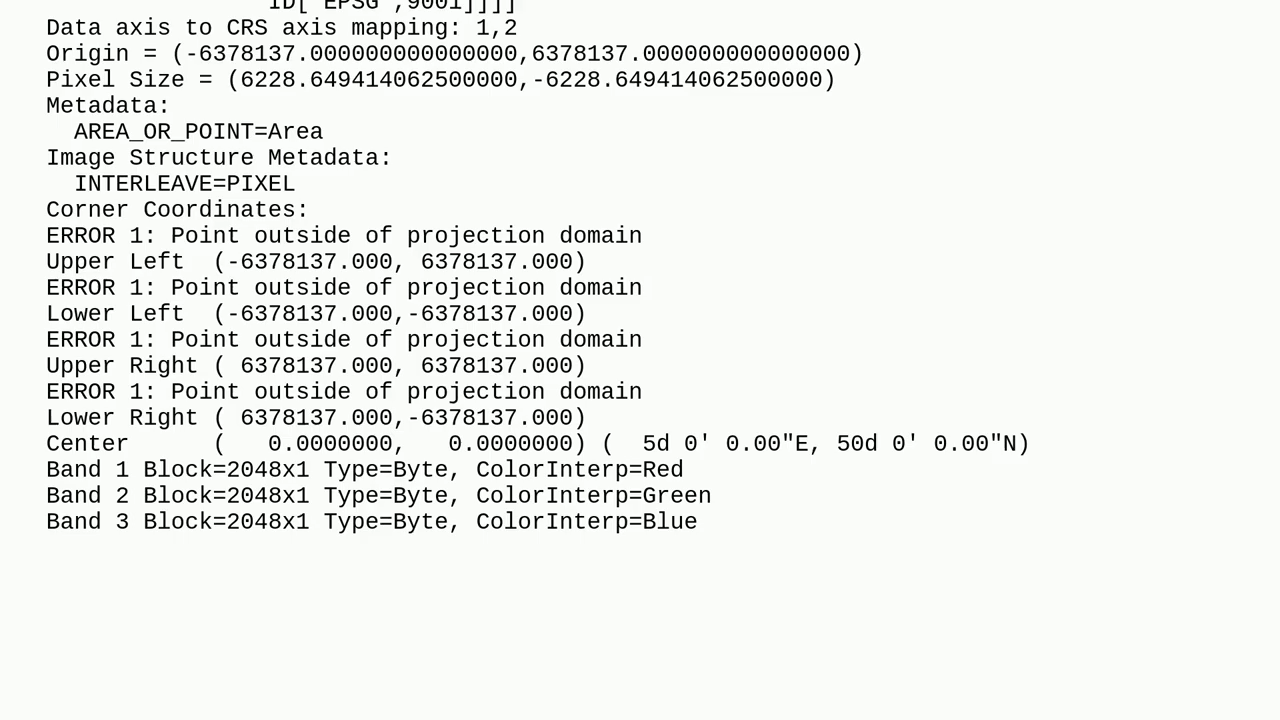 ID["EPSG",9001]]]]
Data axis to CRS axis mapping: 1,2
Origin = (-6378137.000000000000000,6378137.000000000000000)
Pixel Size = (6228.649414062500000,-6228.649414062500000)
Metadata:
  AREA_OR_POINT=Area
Image Structure Metadata:
  INTERLEAVE=PIXEL
Corner Coordinates:
ERROR 1: Point outside of projection domain
Upper Left  (-6378137.000, 6378137.000)
ERROR 1: Point outside of projection domain
Lower Left  (-6378137.000,-6378137.000)
ERROR 1: Point outside of projection domain
Upper Right ( 6378137.000, 6378137.000)
ERROR 1: Point outside of projection domain
Lower Right ( 6378137.000,-6378137.000)
Center      (   0.0000000,   0.0000000) (  5d 0' 0.00"E, 50d 0' 0.00"N)
Band 1 Block=2048x1 Type=Byte, ColorInterp=Red
Band 2 Block=2048x1 Type=Byte, ColorInterp=Green
Band 3 Block=2048x1 Type=Byte, ColorInterp=Blue